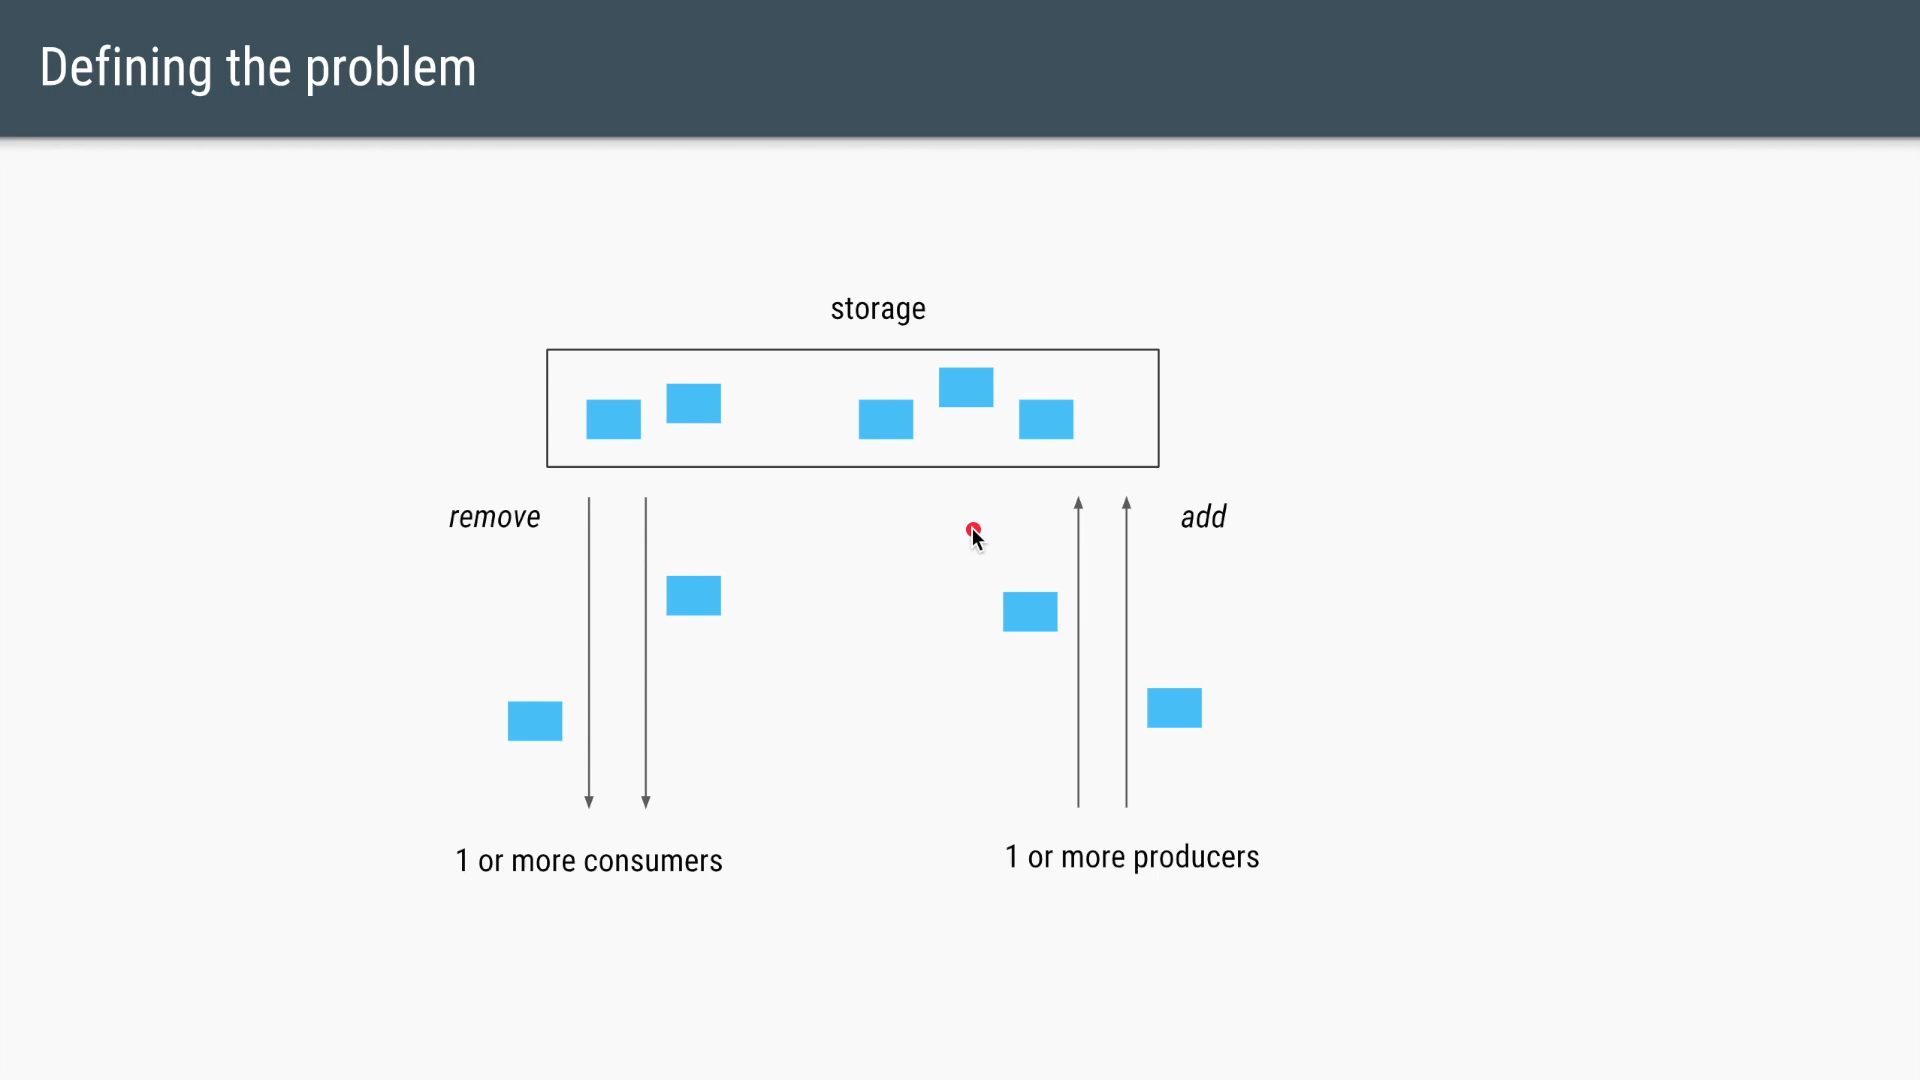 Defining the problem
storage
remove
add
1 or more consumers
1 or more producers